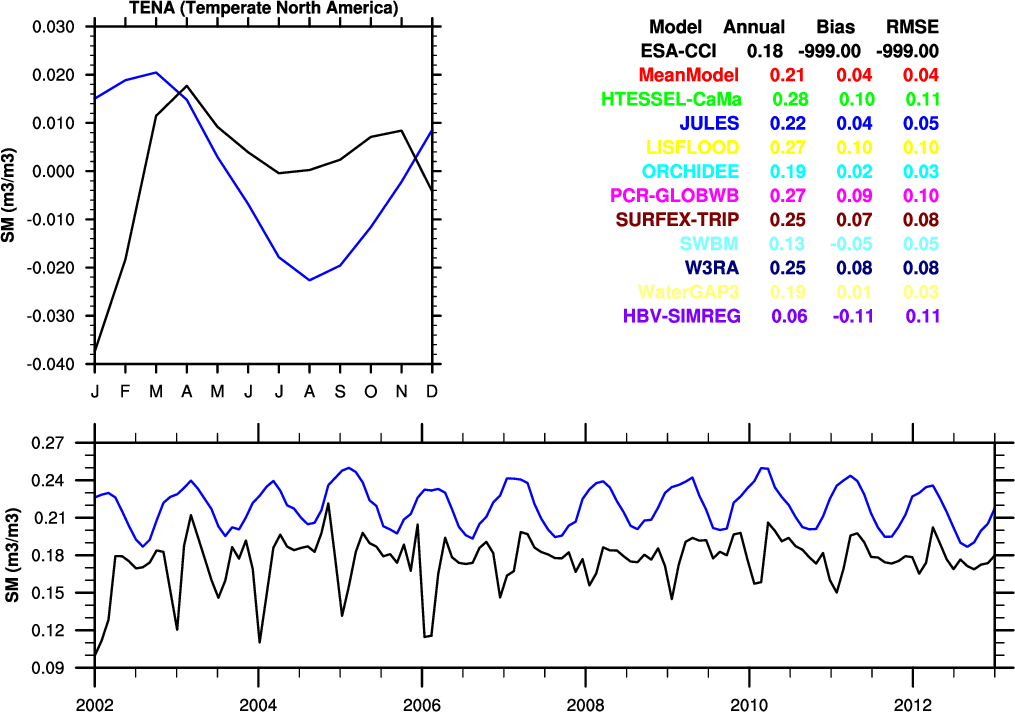 TENA (Temperate North America)
0.030
0.020
0.010
0.000
-0.010
-0.020
-0.030
-0.040
SM (m3/m3)
J F M A M J J A S O N D
Model Annual Bias RMSE
ESA-CCI 0.18 -999.00 -999.00
MeanModel 0.21 0.04 0.04
HTESSEL-CaMa 0.28 0.10 0.11
JULES 0.22 0.04 0.05
LISFLOOD 0.27 0.10 0.10
ORCHIDEE 0.19 0.02 0.03
PCR-GLOBWB 0.27 0.09 0.10
SURFEX-TRIP 0.25 0.07 0.08
SWBM 0.13 -0.05 0.05
W3RA 0.25 0.08 0.08
WaterGAP3 0.19 0.01 0.03
HBV-SIMREG 0.06 -0.11 0.11
0.27
0.24
0.21
0.18
0.15
0.12
0.09
SM (m3/m3)
2002 2004 2006 2008 2010 2012